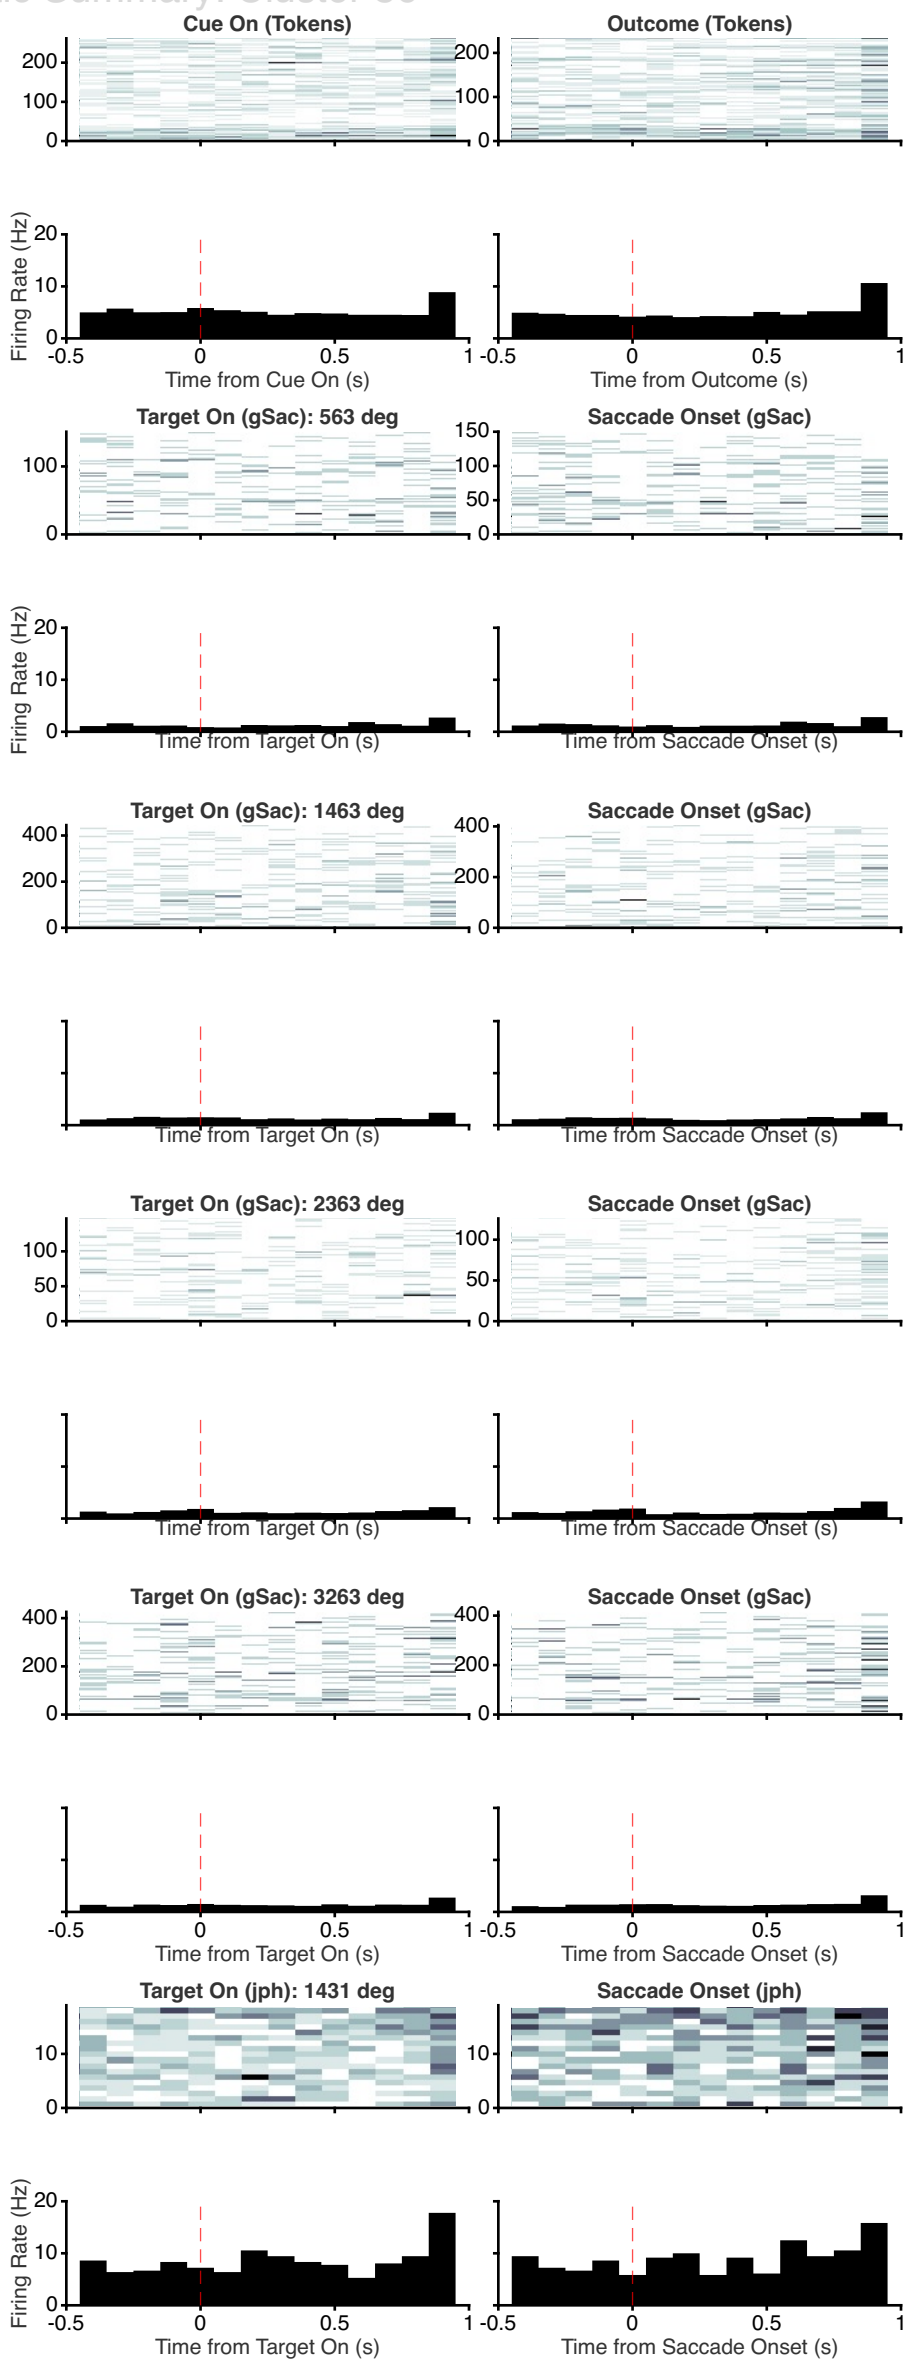 Summary: Cluster
Cue On (Tokens) Outcome (Tokens)
200 200
100 100
0 0
Firing Rate (Hz)
20
10
0
-0.5 0 0.5 1 -0.5 0 0.5 1
Time from Cue On (s) Time from Outcome (s)
Target On (gSac): 563 deg Saccade Onset (gSac)
150
100 100
50
0 0
Firing Rate (Hz)
20
10
0
Time from Target On (s) Time from Saccade Onset (s)
Target On (gSac): 1463 deg Saccade Onset (gSac)
400 400
200 200
0 0
Time from Target On (s) Time from Saccade Onset (s)
Target On (gSac): 2363 deg Saccade Onset (gSac)
100 100
50 50
0 0
Time from Target On (s) Time from Saccade Onset (s)
Target On (gSac): 3263 deg Saccade Onset (gSac)
400 400
200 200
0 0
-0.5 0 0.5 1 -0.5 0 0.5 1
Time from Target On (s) Time from Saccade Onset (s)
Target On (jph): 1431 deg Saccade Onset (jph)
10 10
0 0
Firing Rate (Hz)
20
10
0
-0.5 0 0.5 1 -0.5 0 0.5 1
Time from Target On (s) Time from Saccade Onset (s)